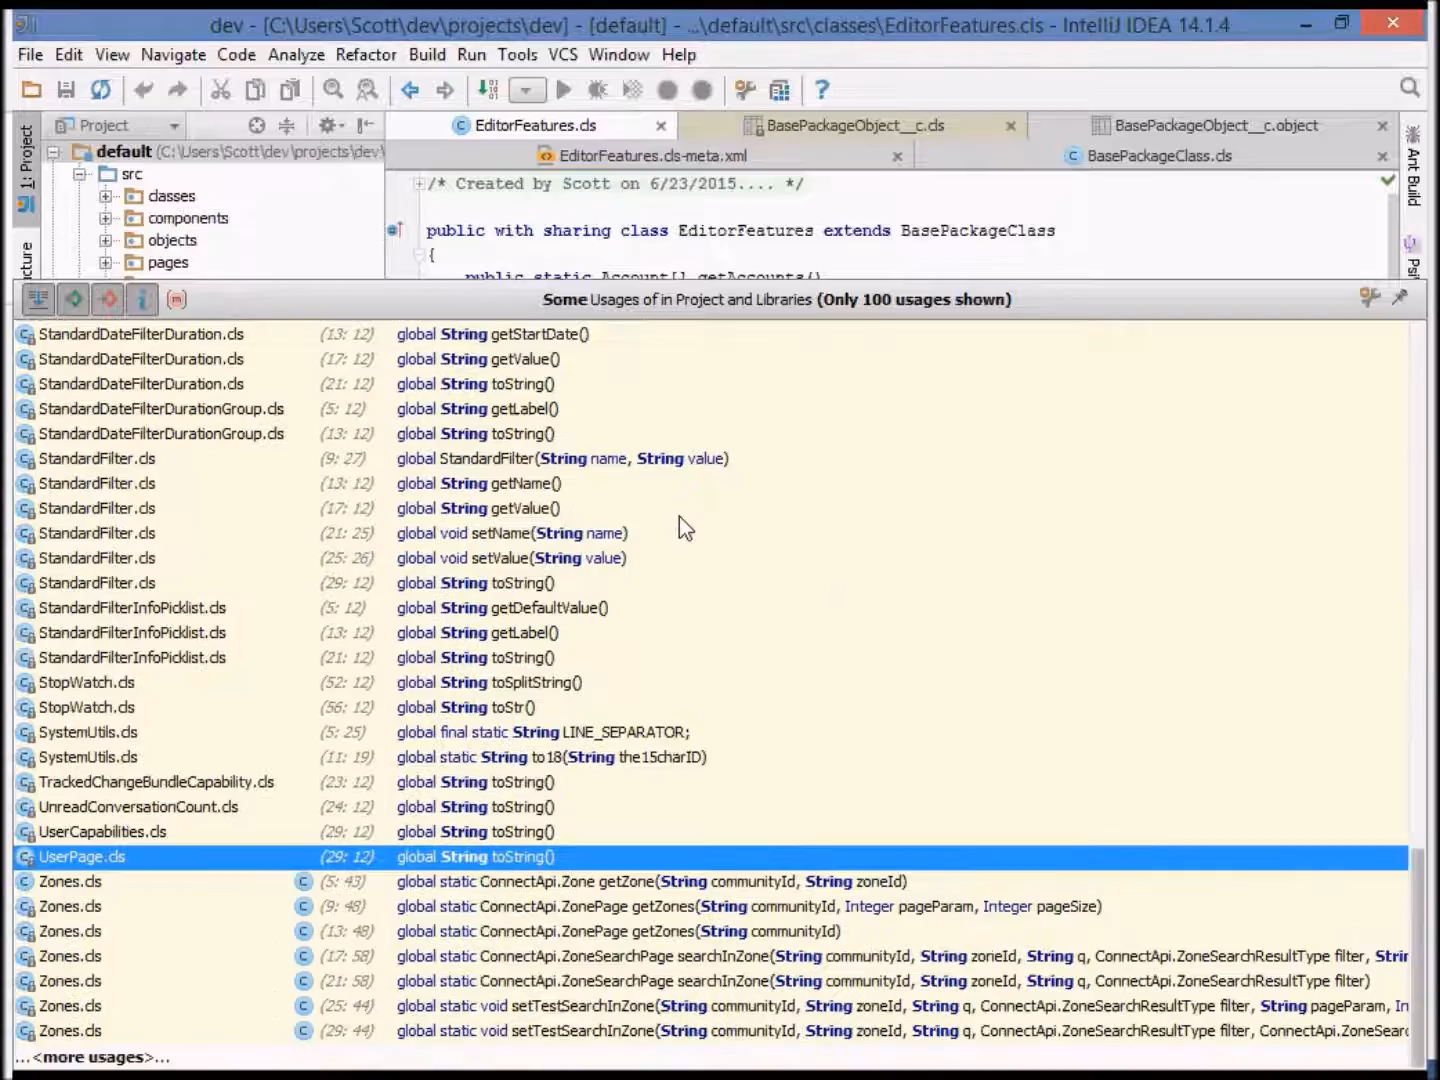 dev - [C:\Users\Scott\dev\projects\dev] - [default] - ...\default\src\classes\EditorFeatures.cls - IntelliJ IDEA 14.1.4
File Edit View Navigate Code Analyze Refactor Build Run Tools VCS Window Help
1: Project
Project
EditorFeatures.cls
BasePackageObject__c.cls
BasePackageObject__c.object
EditorFeatures.cls-meta.xml
BasePackageClass.cls
Ant Build
default (C:\Users\Scott\dev\projects\dev\
src
classes
components
objects
pages
/* Created by Scott on 6/23/2015.... */
public with sharing class EditorFeatures extends BasePackageClass
{
public static Account[] getAccounts()
Some Usages of in Project and Libraries (Only 100 usages shown)
StandardDateFilterDuration.cls (13: 12) global String getStartDate()
StandardDateFilterDuration.cls (17: 12) global String getValue()
StandardDateFilterDuration.cls (21: 12) global String toString()
StandardDateFilterDurationGroup.cls (5: 12) global String getLabel()
StandardDateFilterDurationGroup.cls (13: 12) global String toString()
StandardFilter.cls (9: 27) global StandardFilter(String name, String value)
StandardFilter.cls (13: 12) global String getName()
StandardFilter.cls (17: 12) global String getValue()
StandardFilter.cls (21: 25) global void setName(String name)
StandardFilter.cls (25: 26) global void setValue(String value)
StandardFilter.cls (29: 12) global String toString()
StandardFilterInfoPicklist.cls (5: 12) global String getDefaultValue()
StandardFilterInfoPicklist.cls (13: 12) global String getLabel()
StandardFilterInfoPicklist.cls (21: 12) global String toString()
StopWatch.cls (52: 12) global String toSplitString()
StopWatch.cls (56: 12) global String toStr()
SystemUtils.cls (5: 25) global final static String LINE_SEPARATOR;
SystemUtils.cls (11: 19) global static String to18(String the15charID)
TrackedChangeBundleCapability.cls (23: 12) global String toString()
UnreadConversationCount.cls (24: 12) global String toString()
UserCapabilities.cls (29: 12) global String toString()
UserPage.cls (29: 12) global String toString()
Zones.cls (5: 43) global static ConnectApi.Zone getZone(String communityId, String zoneId)
Zones.cls (9: 48) global static ConnectApi.ZonePage getZones(String communityId, Integer pageParam, Integer pageSize)
Zones.cls (13: 48) global static ConnectApi.ZonePage getZones(String communityId)
Zones.cls (17: 58) global static ConnectApi.ZoneSearchPage searchInZone(String communityId, String zoneId, String q, ConnectApi.ZoneSearchResultType filter, Strin
Zones.cls (21: 58) global static ConnectApi.ZoneSearchPage searchInZone(String communityId, String zoneId, String q, ConnectApi.ZoneSearchResultType filter)
Zones.cls (25: 44) global static void setTestSearchInZone(String communityId, String zoneId, String q, ConnectApi.ZoneSearchResultType filter, String pageParam, In
Zones.cls (29: 44) global static void setTestSearchInZone(String communityId, String zoneId, String q, ConnectApi.ZoneSearchResultType filter, ConnectApi.ZoneSearc
...<more usages>...